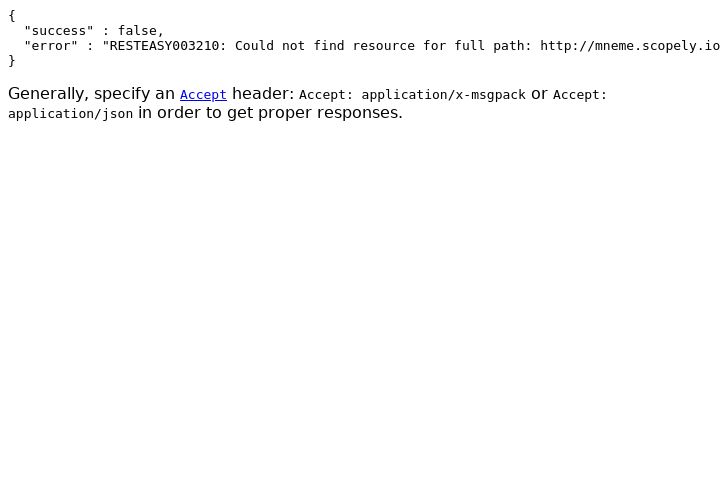 {
  "success" : false,
  "error" : "RESTEASY003210: Could not find resource for full path: http://mneme.scopely.io
}
Generally, specify an Accept header: Accept: application/x-msgpack or Accept:
application/json in order to get proper responses.